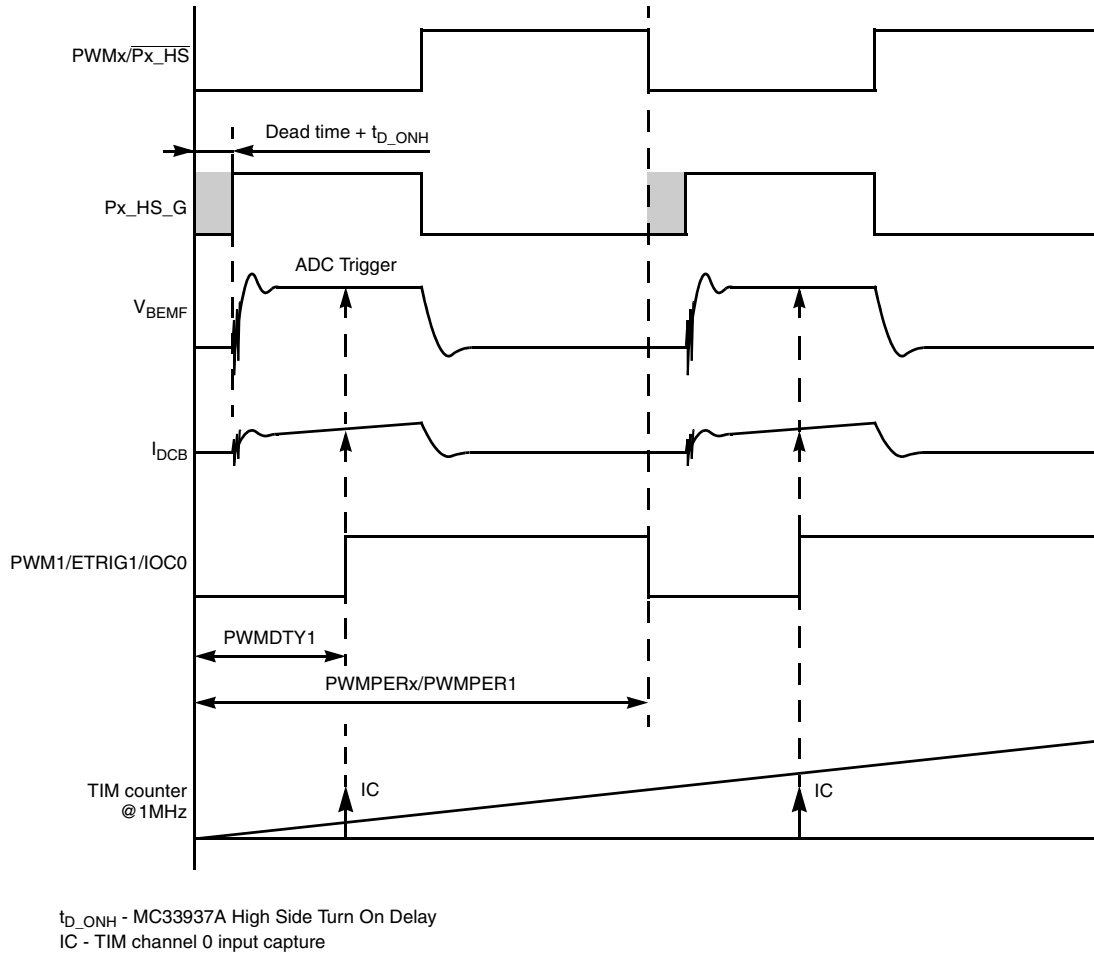 PWMx/Px_HS
Dead time + tD_ONH
Px_HS_G
ADC Trigger
VBEMF
IDCB
PWM1/ETRIG1/IOC0
PWMDTY1
PWMPERx/PWMPER1
TIM counter
@1MHz
IC
IC
tD_ONH - MC33937A High Side Turn On Delay
IC - TIM channel 0 input capture